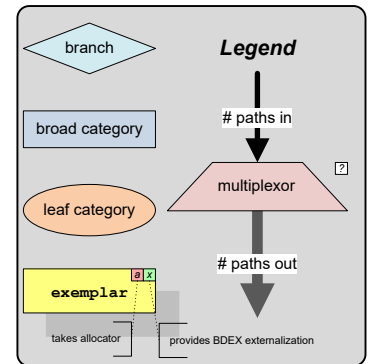 branch
Legend
# paths in
broad category
?
multiplexor
leaf category
# paths out
a x
exemplar
takes allocator
provides BDEX externalization